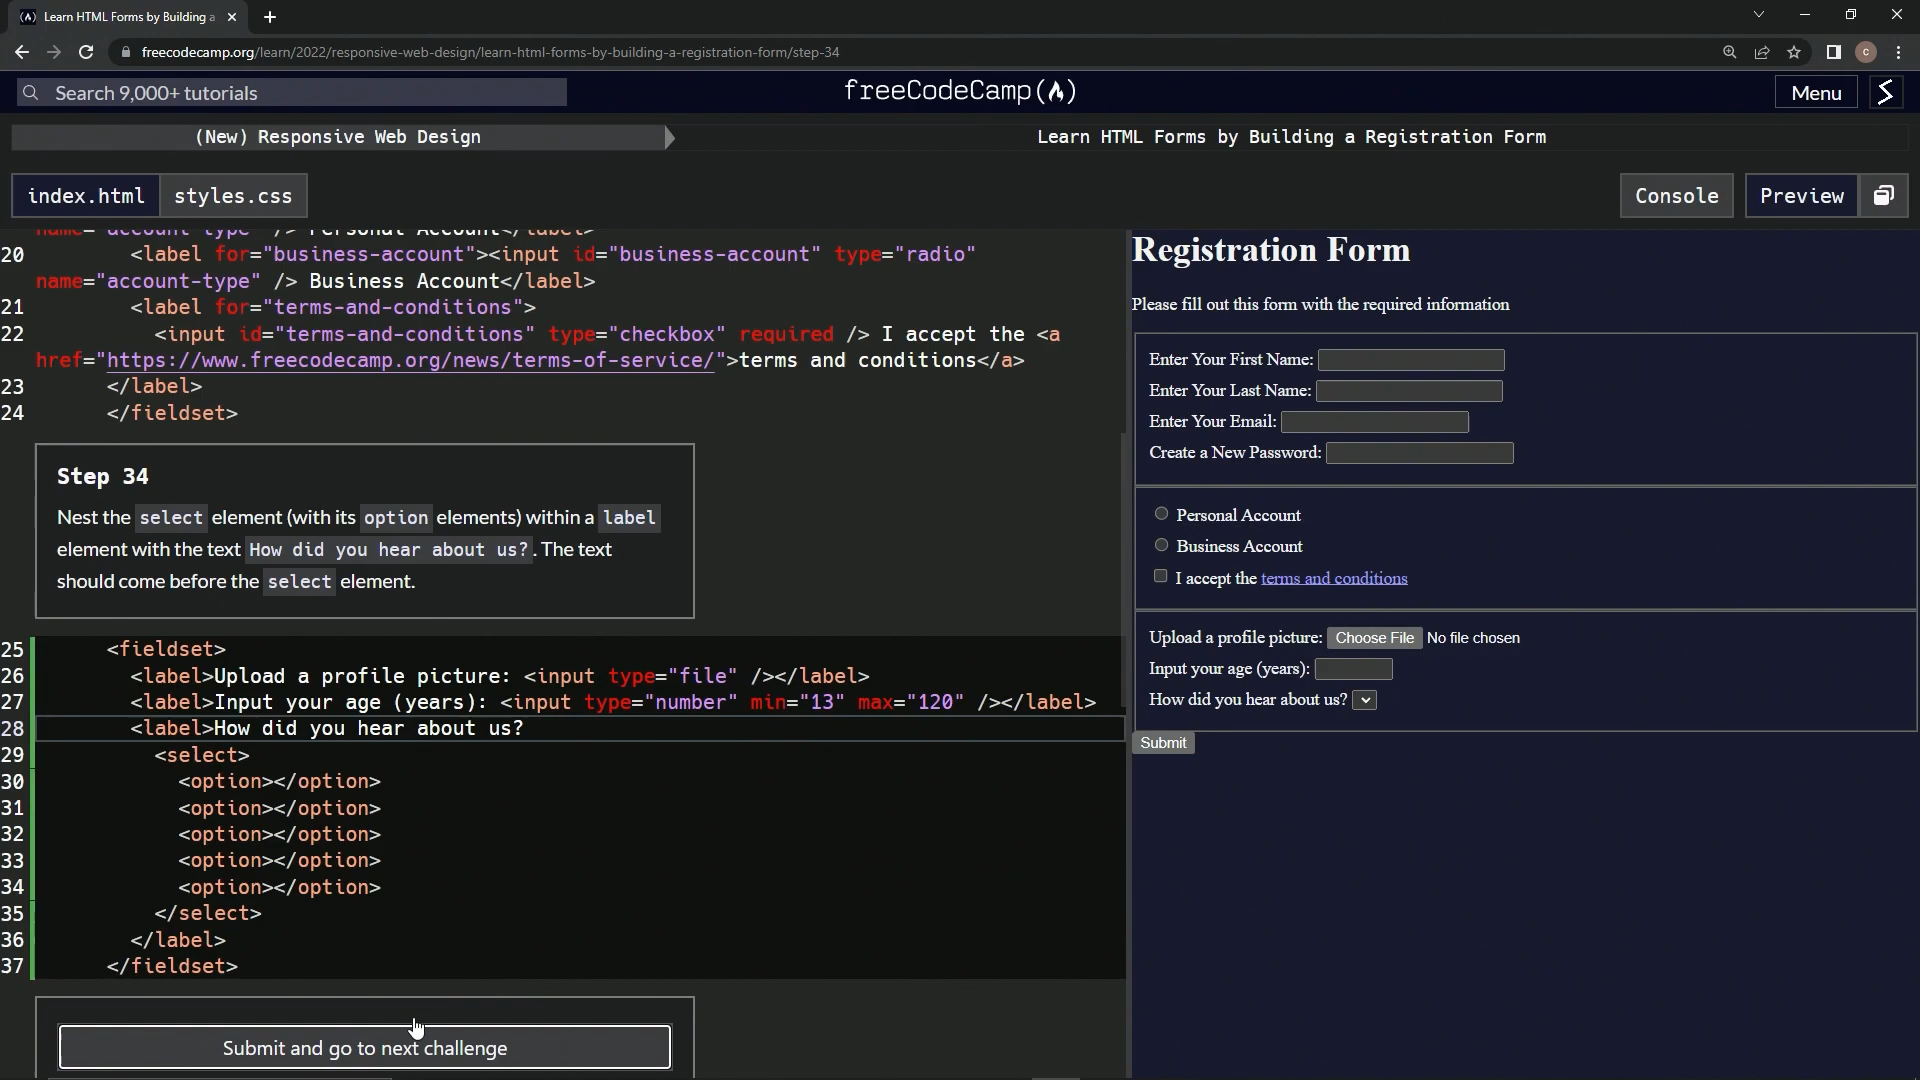 Learn HTML Forms by Building a
freecodecamp.org/learn/2022/responsive-web-design/learn-html-forms-by-building-a-registration-form/step-34
c
Search 9,000+ tutorials
freeCodeCamp(🔥)
Menu
(New) Responsive Web Design
Learn HTML Forms by Building a Registration Form
index.html
styles.css
Console
Preview
name="account-type" /> Personal Account</label>
20 <label for="business-account"><input id="business-account" type="radio"
name="account-type" /> Business Account</label>
21 <label for="terms-and-conditions">
22 <input id="terms-and-conditions" type="checkbox" required /> I accept the <a
href="https://www.freecodecamp.org/news/terms-of-service/">terms and conditions</a>
23 </label>
24 </fieldset>
Step 34
Nest the select element (with its option elements) within a label
element with the text How did you hear about us?. The text
should come before the select element.
25 <fieldset>
26 <label>Upload a profile picture: <input type="file" /></label>
27 <label>Input your age (years): <input type="number" min="13" max="120" /></label>
28 <label>How did you hear about us?
29 <select>
30 <option></option>
31 <option></option>
32 <option></option>
33 <option></option>
34 <option></option>
35 </select>
36 </label>
37 </fieldset>
Submit and go to next challenge
Registration Form
Please fill out this form with the required information
Enter Your First Name:
Enter Your Last Name:
Enter Your Email:
Create a New Password:
Personal Account
Business Account
I accept the terms and conditions
Upload a profile picture: Choose File No file chosen
Input your age (years):
How did you hear about us?
Submit